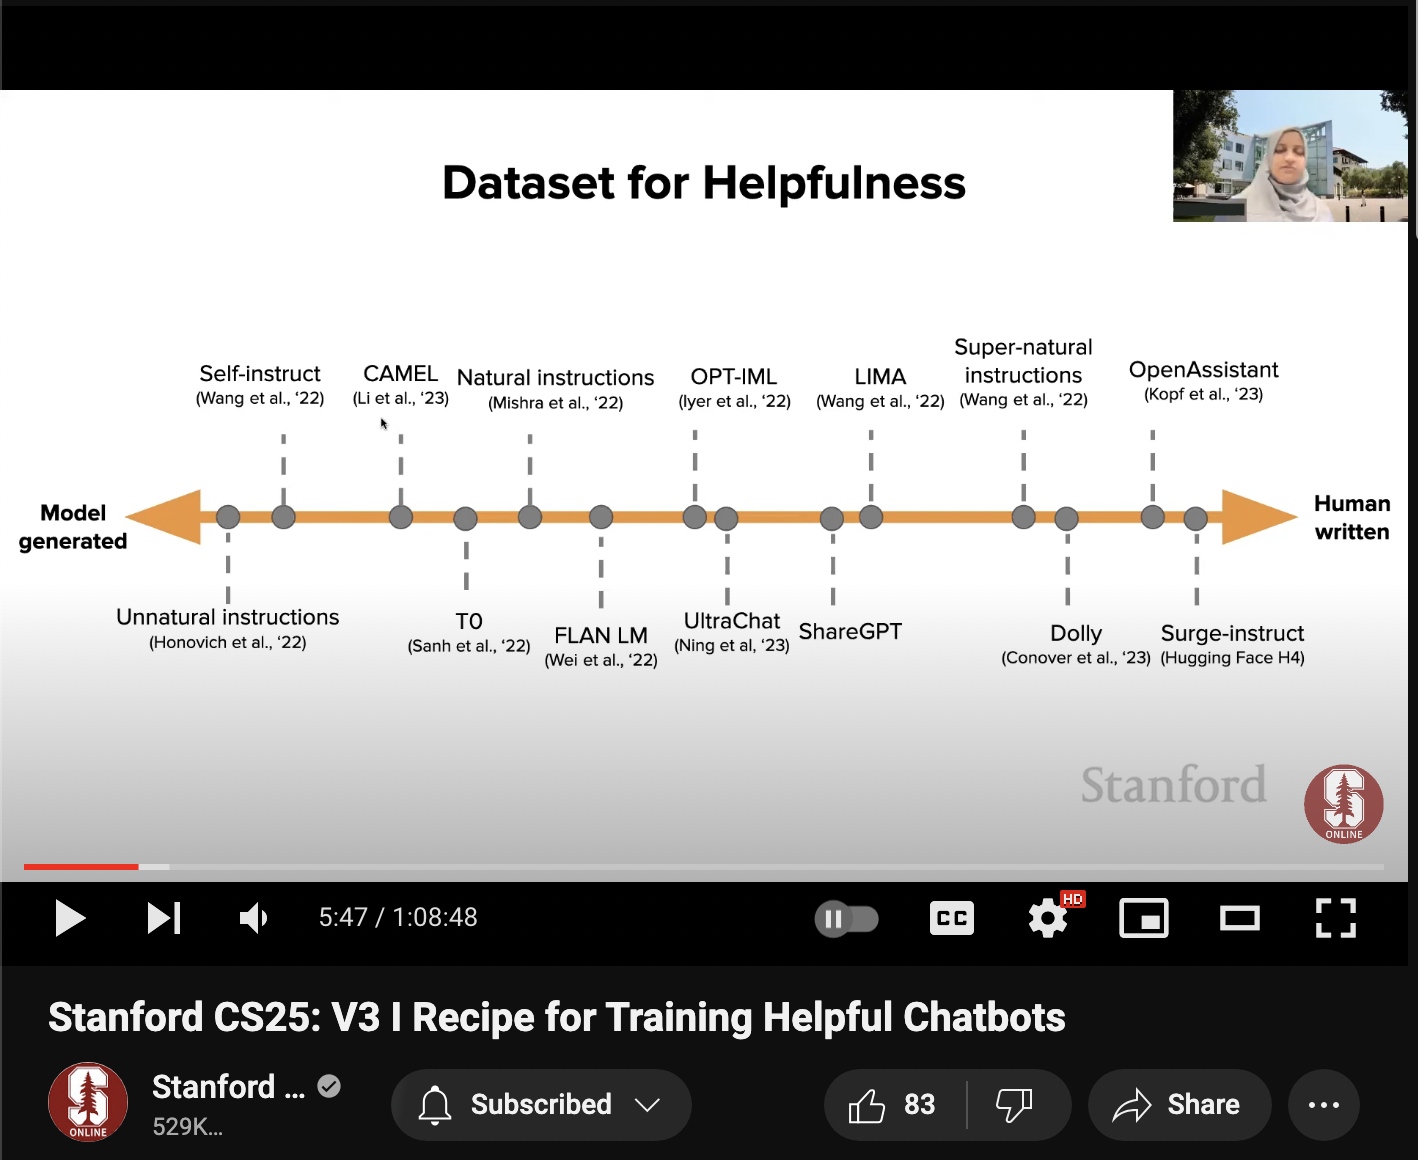 Dataset for Helpfulness
Self-instruct
(Wang et al., ‘22)
CAMEL
(Li et al., ‘23)
Natural instructions
(Mishra et al., ‘22)
OPT-IML
(Iyer et al., ‘22)
LIMA
(Wang et al., ‘22)
Super-natural
instructions
(Wang et al., ‘22)
OpenAssistant
(Kopf et al., ‘23)
Model
generated
Human
written
Unnatural instructions
(Honovich et al., ‘22)
T0
(Sanh et al., ‘22)
FLAN LM
(Wei et al., ‘22)
UltraChat
(Ning et al, ‘23)
ShareGPT
Dolly
(Conover et al., ‘23)
Surge-instruct
(Hugging Face H4)
Stanford
S
ONLINE
5:47 / 1:08:48
CC
HD
Stanford CS25: V3 I Recipe for Training Helpful Chatbots
S
ONLINE
Stanford ...
529K...
Subscribed
83
Share